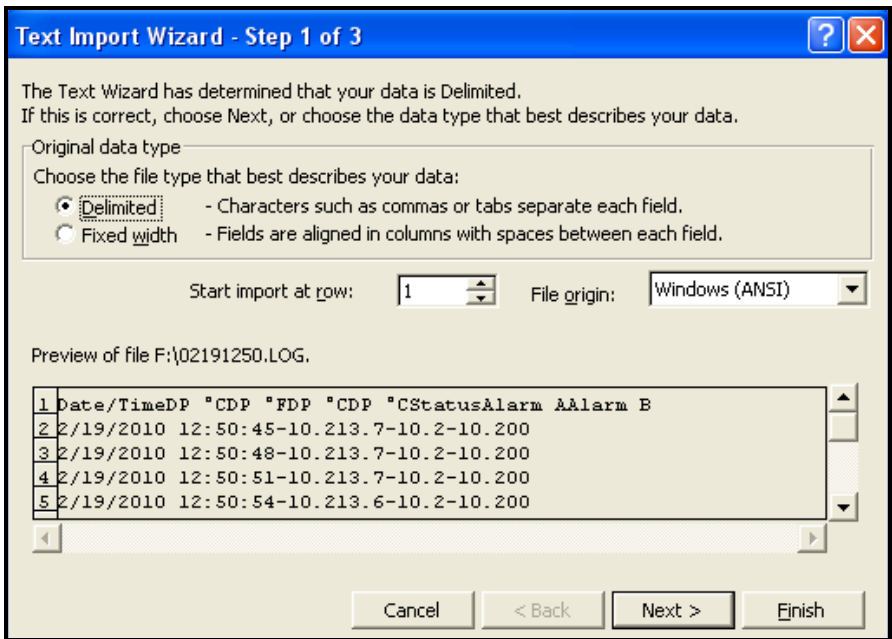 Text Import Wizard - Step 1 of 3
The Text Wizard has determined that your data is Delimited.
If this is correct, choose Next, or choose the data type that best describes your data.
Original data type
Choose the file type that best describes your data:
Delimited - Characters such as commas or tabs separate each field.
Fixed width - Fields are aligned in columns with spaces between each field.
Start import at row: 1 File origin: Windows (ANSI)
Preview of file F:\02191250.LOG.
1 Date/TimeDP °CDP °FDP °CDP °CStatusAlarm AAlarm B
2 2/19/2010 12:50:45-10.213.7-10.2-10.200
3 2/19/2010 12:50:48-10.213.7-10.2-10.200
4 2/19/2010 12:50:51-10.213.7-10.2-10.200
5 2/19/2010 12:50:54-10.213.6-10.2-10.200
Cancel < Back Next > Finish